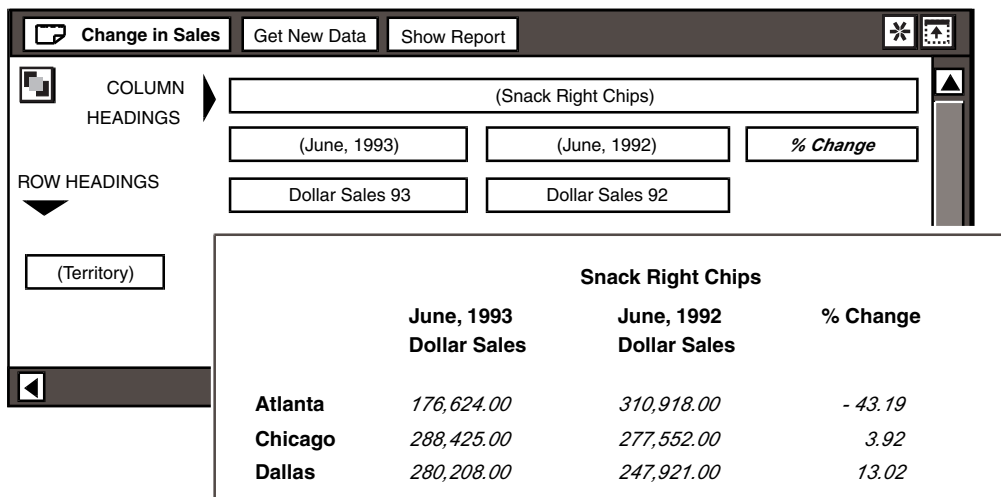 Change in Sales Get New Data Show Report
COLUMN
HEADINGS
(Snack Right Chips)
(June, 1993) (June, 1992) % Change
ROW HEADINGS
Dollar Sales 93 Dollar Sales 92
(Territory)
Snack Right Chips
June, 1993 June, 1992 % Change
Dollar Sales Dollar Sales
Atlanta 176,624.00 310,918.00 - 43.19
Chicago 288,425.00 277,552.00 3.92
Dallas 280,208.00 247,921.00 13.02